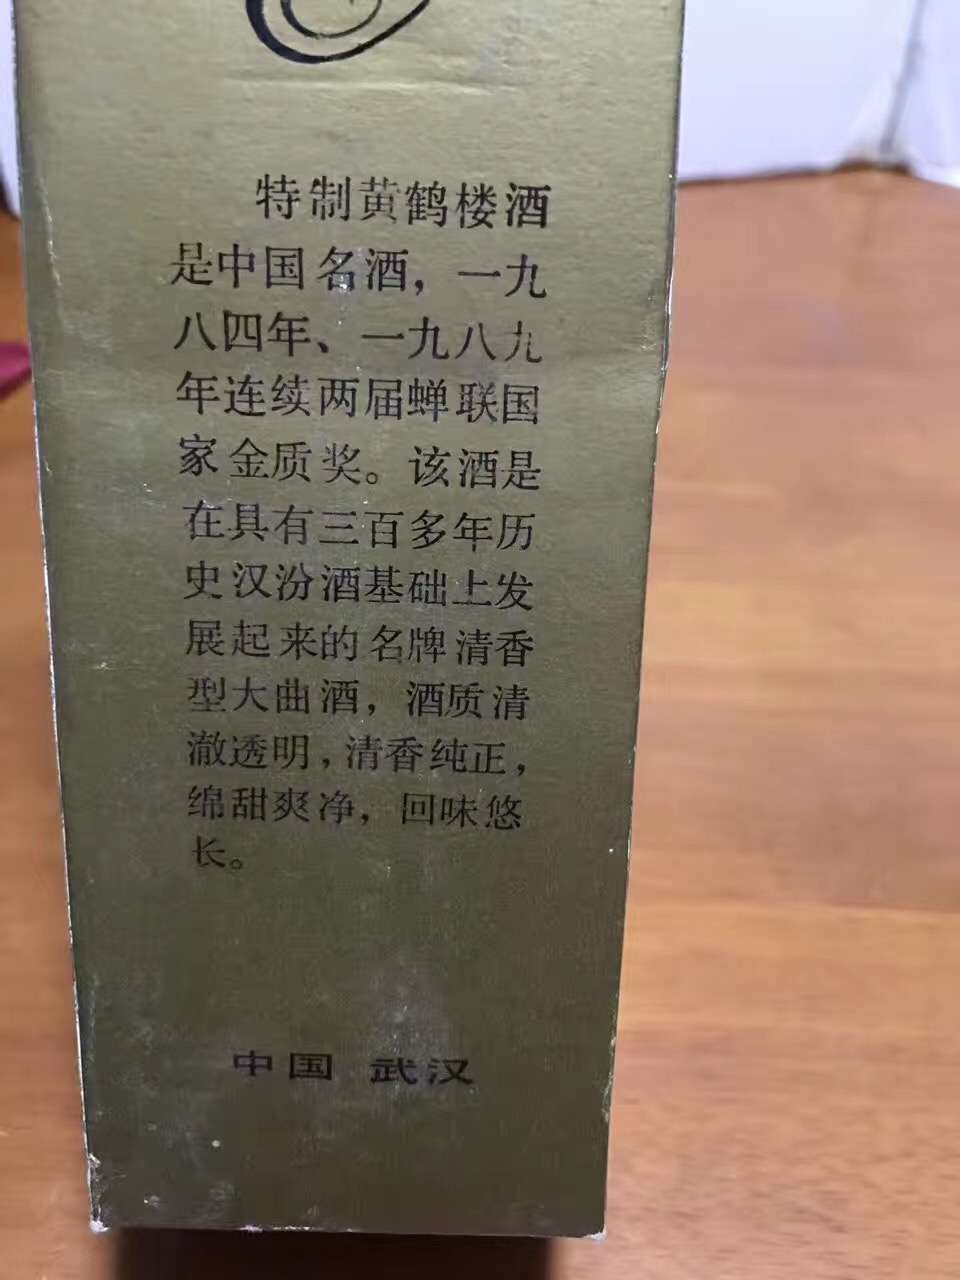 特制黄鹤楼酒
是中国名酒，一九
八四年、一九八九
年连续两届蝉联国
家金质奖。该酒是
在具有三百多年历
史汉汾酒基础上发
展起来的名牌清香
型大曲酒，酒质清
澈透明，清香纯正，
绵甜爽净，回味悠
长。
中国 武汉